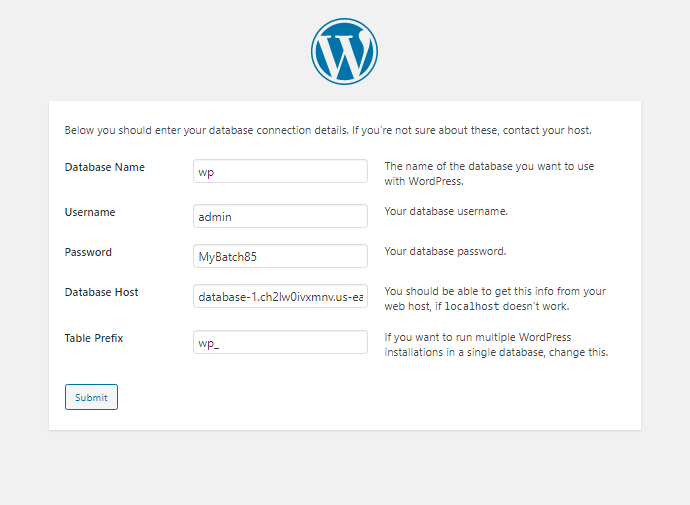 Below you should enter your database connection details. If you're not sure about these, contact your host.
Database Name
wp
The name of the database you want to use
with WordPress.
Username
admin
Your database username.
Password
MyBatch85
Your database password.
Database Host
database-1.ch2lw0ivxmnv.us-ea
You should be able to get this info from your
web host, if localhost doesn't work.
Table Prefix
wp_
If you want to run multiple WordPress
installations in a single database, change this.
Submit